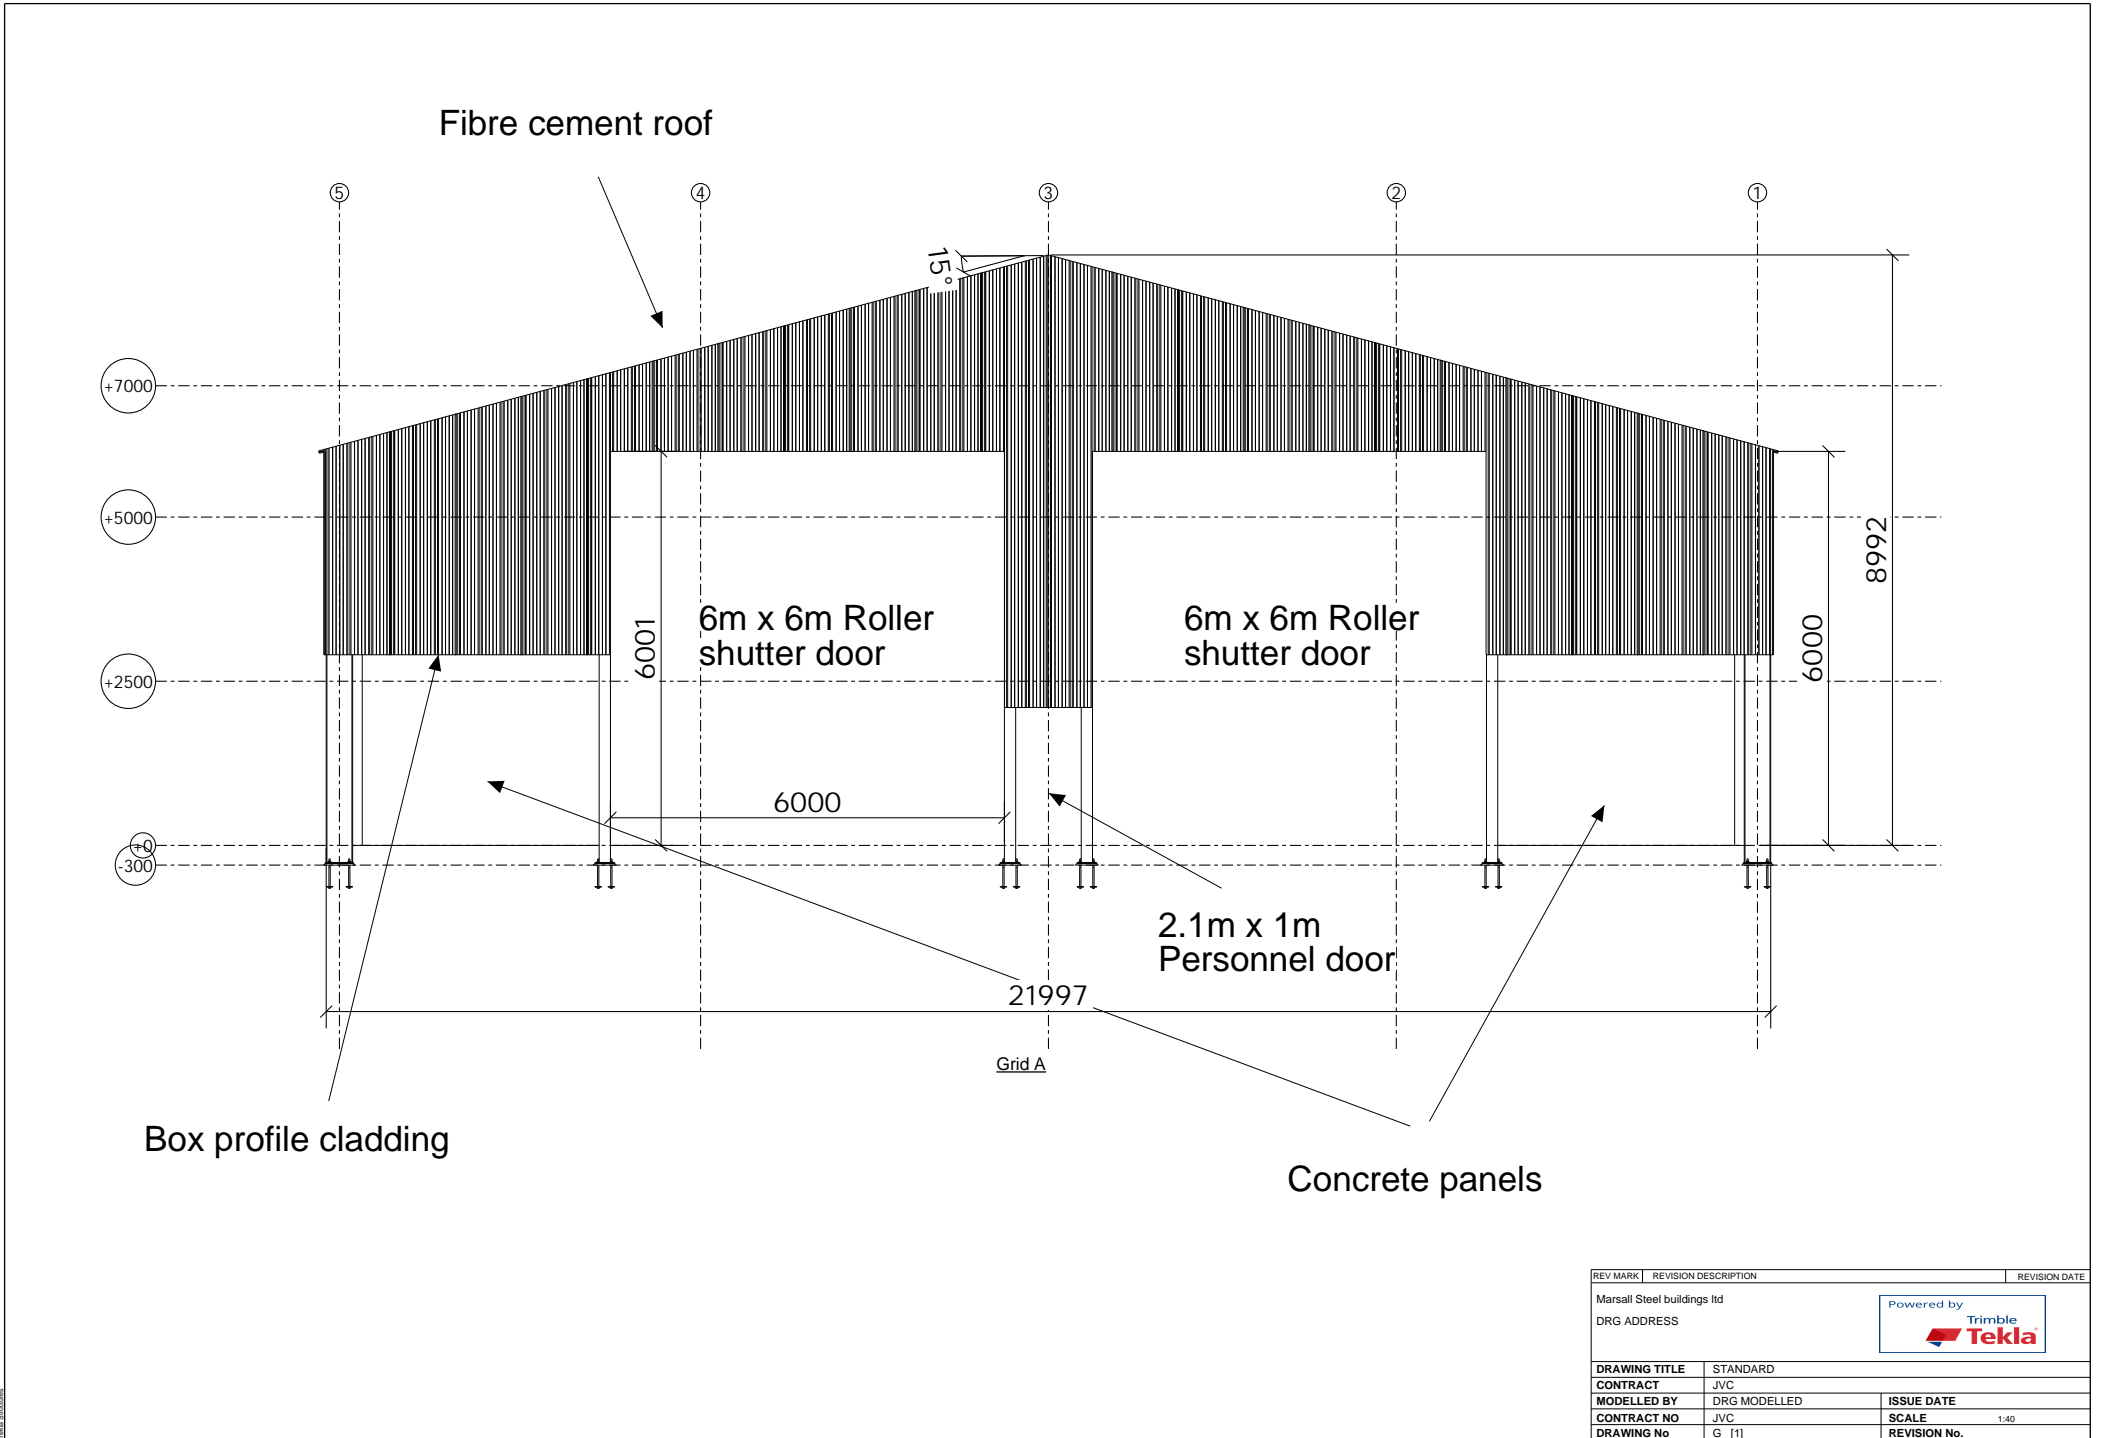 Fibre cement roof
5
4
3
2
1
15°
+7000
+5000
8992
6m x 6m Roller
shutter door
6m x 6m Roller
shutter door
6001
6000
+2500
6000
+0
-300
2.1m x 1m
Personnel door
21997
Grid A
Box profile cladding
Concrete panels
REV MARK REVISION DESCRIPTION REVISION DATE
Marsall Steel buildings ltd
DRG ADDRESS
Powered by
Trimble
Tekla
DRAWING TITLE STANDARD
CONTRACT JVC
MODELLED BY DRG MODELLED ISSUE DATE
CONTRACT NO JVC SCALE 1:40
DRAWING No G [1] REVISION No.
Tekla Structures